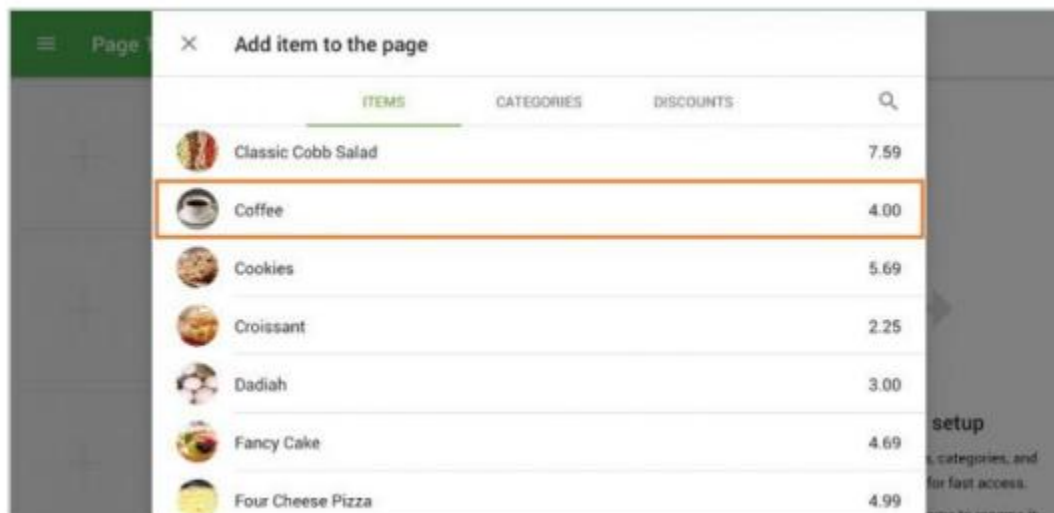 Page
Add item to the page
ITEMS CATEGORIES DISCOUNTS
Classic Cobb Salad 7.59
Coffee 4.00
Cookies 5.69
Croissant 2.25
Dadiah 3.00
Fancy Cake 4.69
Four Cheese Pizza 4.99
setup
categories, and
for fast access.